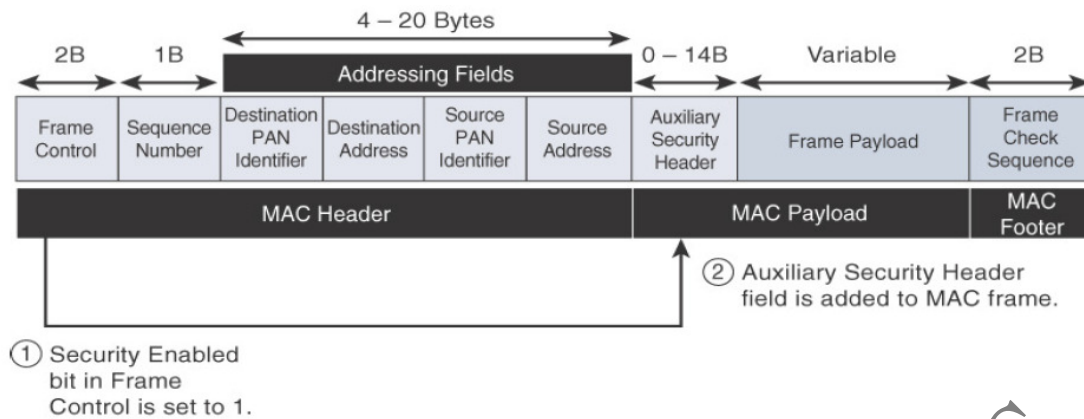 4 – 20 Bytes
2B
1B
Addressing Fields
0 – 14B
Variable
2B
Frame
Control
Sequence
Number
Destination
PAN
Identifier
Destination
Address
Source
PAN
Identifier
Source
Address
Auxiliary
Security
Header
Frame Payload
Frame
Check
Sequence
MAC Header
MAC Payload
MAC
Footer
② Auxiliary Security Header
field is added to MAC frame.
① Security Enabled
bit in Frame
Control is set to 1.